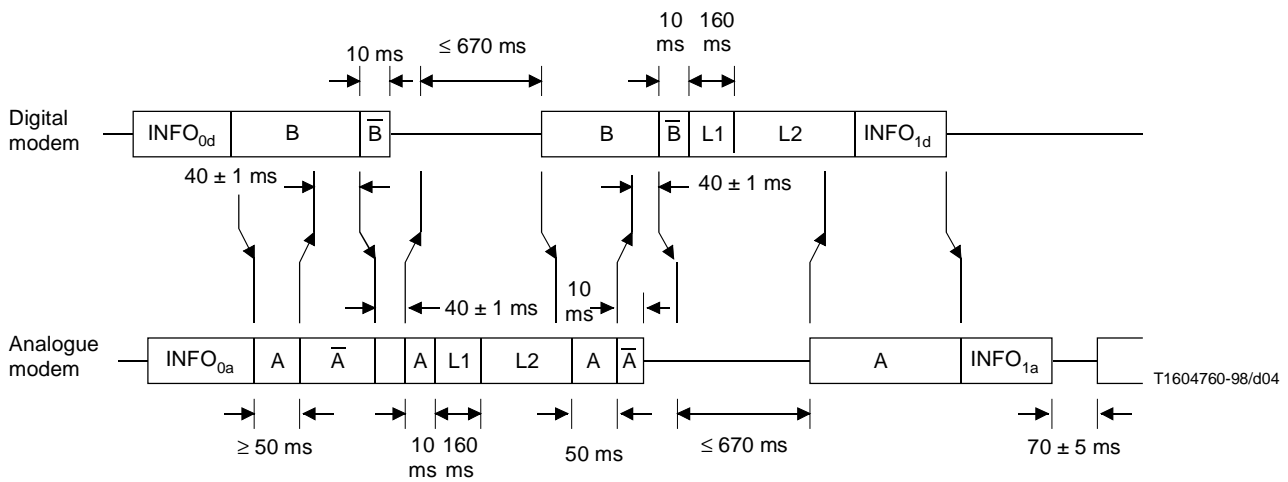 10 160
ms ms
≤ 670 ms
10 ms
Digital
modem
INFO0d B B̅ B B̅ L1 L2 INFO1d
40 ± 1 ms 40 ± 1 ms
10
ms
40 ± 1 ms
Analogue
modem
INFO0a A A̅ A L1 L2 A A̅ A INFO1a
T1604760-98/d04
≥ 50 ms
10 160
ms ms
50 ms
≤ 670 ms
70 ± 5 ms